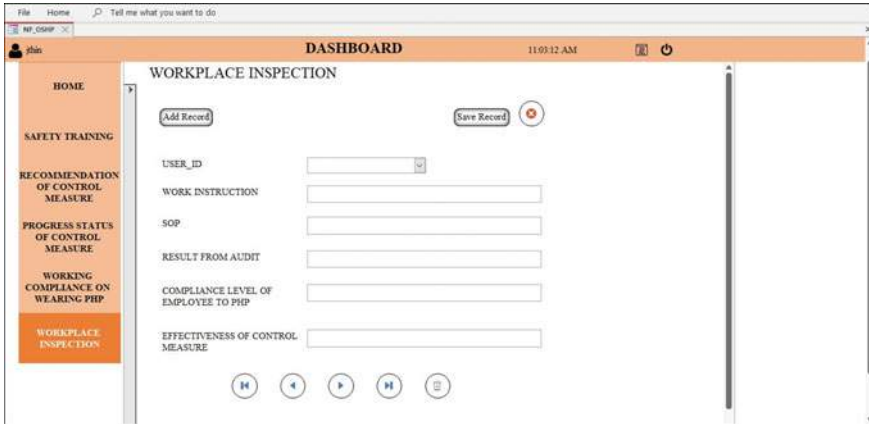 File Home Tell me what you want to do
NF_OSHP
jthin DASHBOARD 11:03:12 AM
HOME
SAFETY TRAINING
RECOMMENDATION
OF CONTROL
MEASURE
PROGRESS STATUS
OF CONTROL
MEASURE
WORKING
COMPLIANCE ON
WEARING PHP
WORKPLACE
INSPECTION
WORKPLACE INSPECTION
Add Record Save Record
USER_ID
WORK INSTRUCTION
SOP
RESULT FROM AUDIT
COMPLIANCE LEVEL OF
EMPLOYEE TO PHP
EFFECTIVENESS OF CONTROL
MEASURE